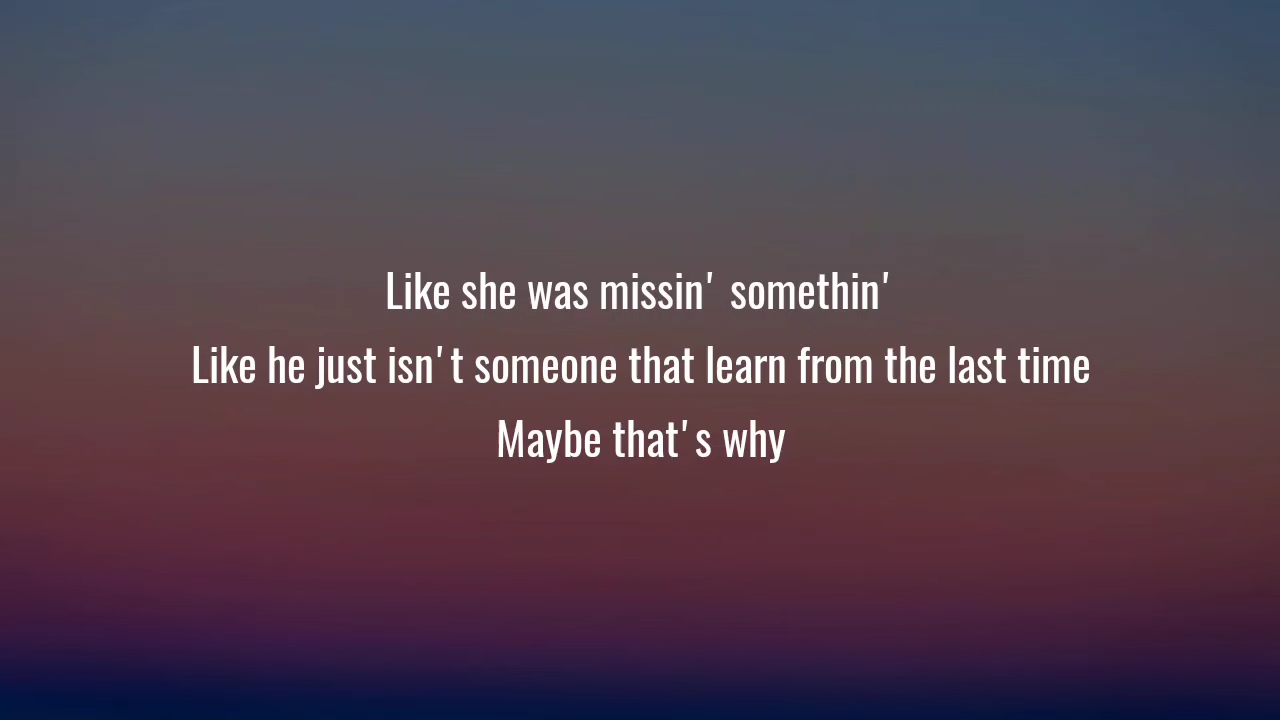 Like she was missin' somethin'
Like he just isn't someone that learn from the last time
Maybe that's why